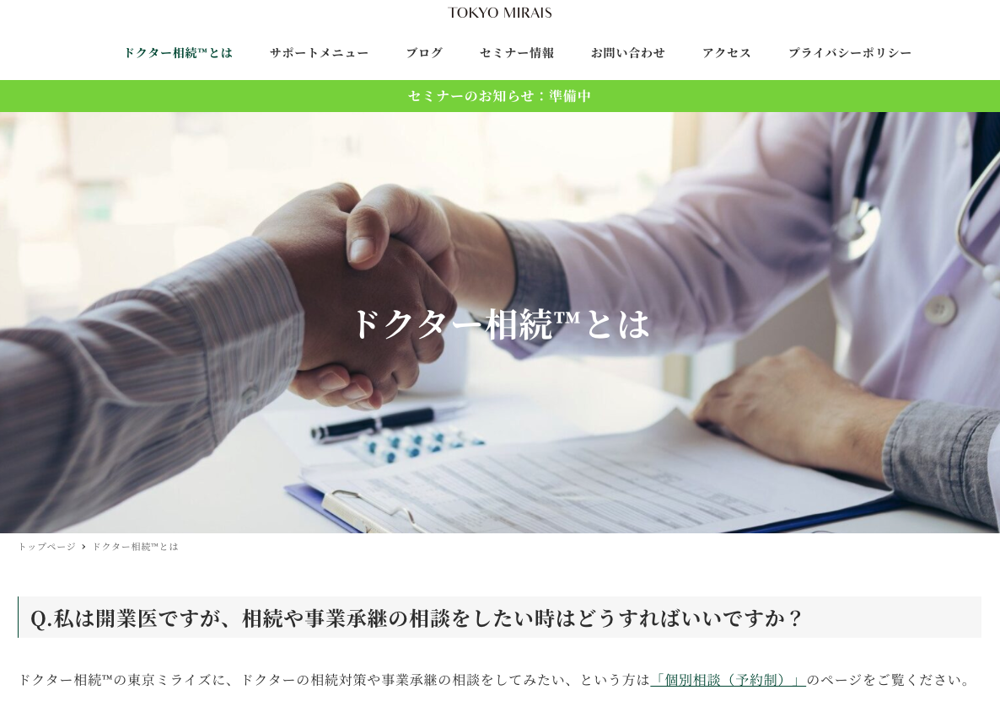 TOKYO MIRAIS
ドクター相続™とは サポートメニュー ブログ セミナー情報 お問い合わせ アクセス プライバシーポリシー
セミナーのお知らせ：準備中
ドクター相続™とは
トップページ > ドクター相続™とは
Q.私は開業医ですが、相続や事業承継の相談をしたい時はどうすればいいですか？
ドクター相続™の東京ミライズに、ドクターの相続対策や事業承継の相談をしてみたい、という方は「個別相談（予約制）」のページをご覧ください。